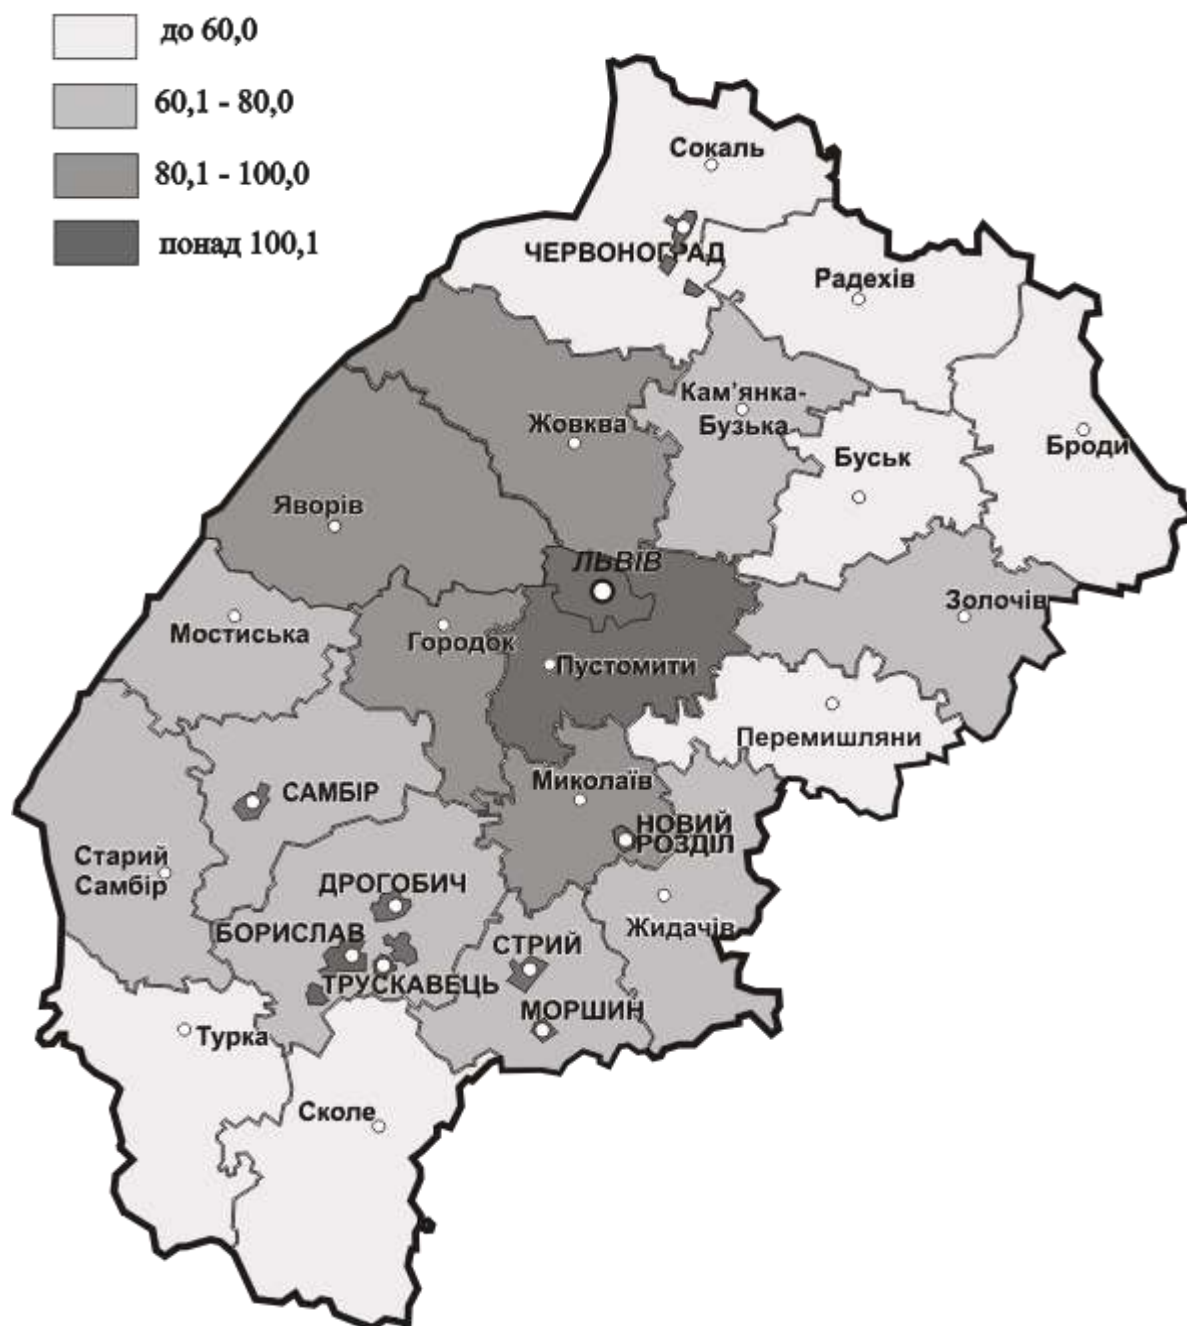 до 60,0
60,1 - 80,0
80,1 - 100,0
понад 100,1
Сокаль
ЧЕРВОНОГРАД
Радехів
Кам’янка-
Бузька
Жовква
Броди
Буськ
Яворів
ЛЬВІВ
Золочів
Мостиська
Городок
Пустомити
Перемишляни
Миколаїв
САМБІР
НОВИЙ
РОЗДІЛ
Старий
Самбір
ДРОГОБИЧ
Жидачів
БОРИСЛАВ
СТРИЙ
ТРУСКАВЕЦЬ
МОРШИН
Турка
Сколе